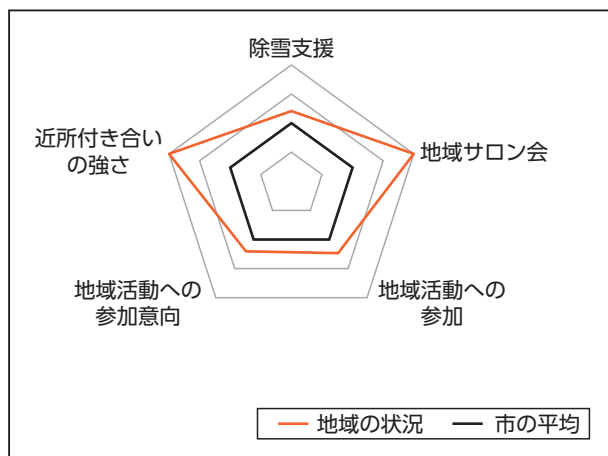 除雪支援
近所付き合い
の強さ
地域サロン会
地域活動への
参加意向
地域活動への
参加
地域の状況
市の平均